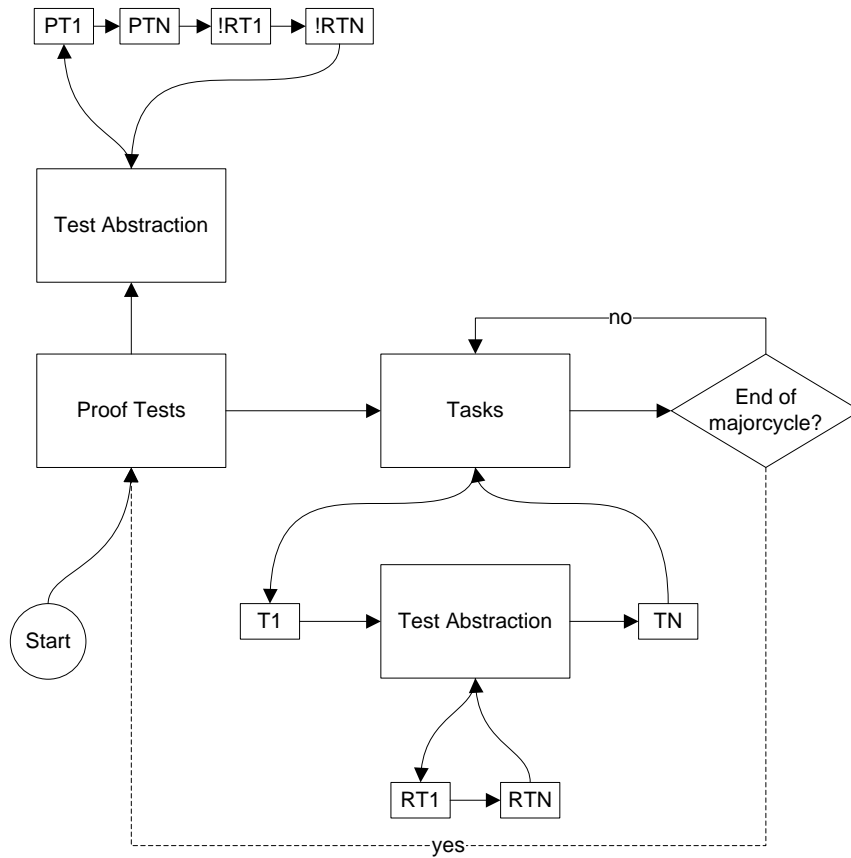 PT1
PTN
!RT1
!RTN
Test Abstraction
no
Proof Tests
Tasks
End of
majorcycle?
Start
T1
Test Abstraction
TN
RT1
RTN
yes